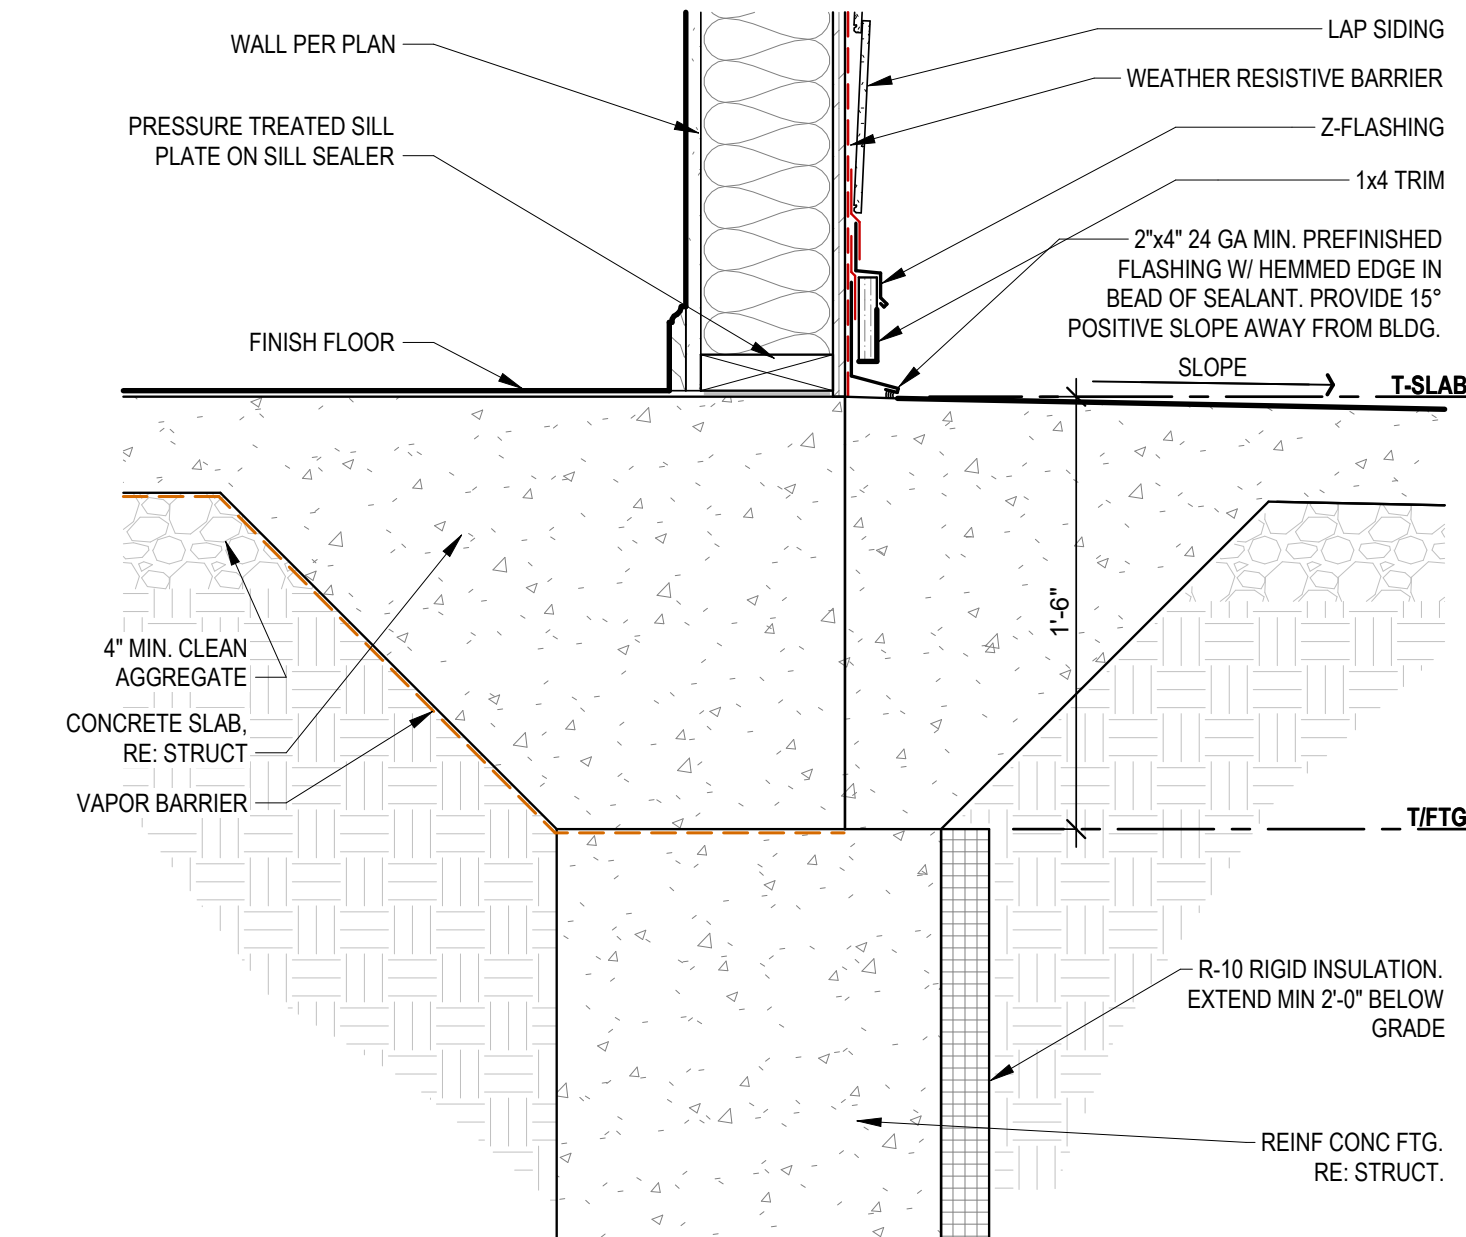 WALL PER PLAN
PRESSURE TREATED SILL
PLATE ON SILL SEALER
FINISH FLOOR
4" MIN. CLEAN
AGGREGATE
CONCRETE SLAB,
RE: STRUCT
VAPOR BARRIER
LAP SIDING
WEATHER RESISTIVE BARRIER
Z-FLASHING
1x4 TRIM
2"x4" 24 GA MIN. PREFINISHED
FLASHING W/ HEMMED EDGE IN
BEAD OF SEALANT. PROVIDE 15°
POSITIVE SLOPE AWAY FROM BLDG.
SLOPE
T-SLAB
1'-6"
T/FTG
R-10 RIGID INSULATION.
EXTEND MIN 2'-0" BELOW
GRADE
REINF CONC FTG.
RE: STRUCT.